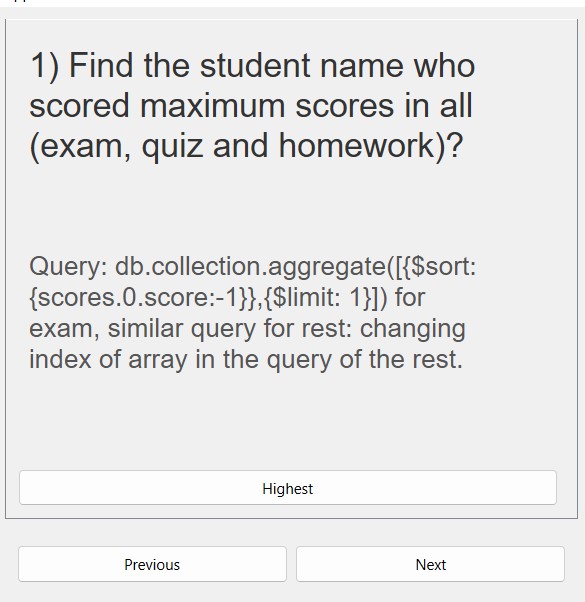 1) Find the student name who
scored maximum scores in all
(exam, quiz and homework)?
Query: db.collection.aggregate([{$sort:
{scores.0.score:-1}},{$limit: 1}]) for
exam, similar query for rest: changing
index of array in the query of the rest.
Highest
Previous
Next